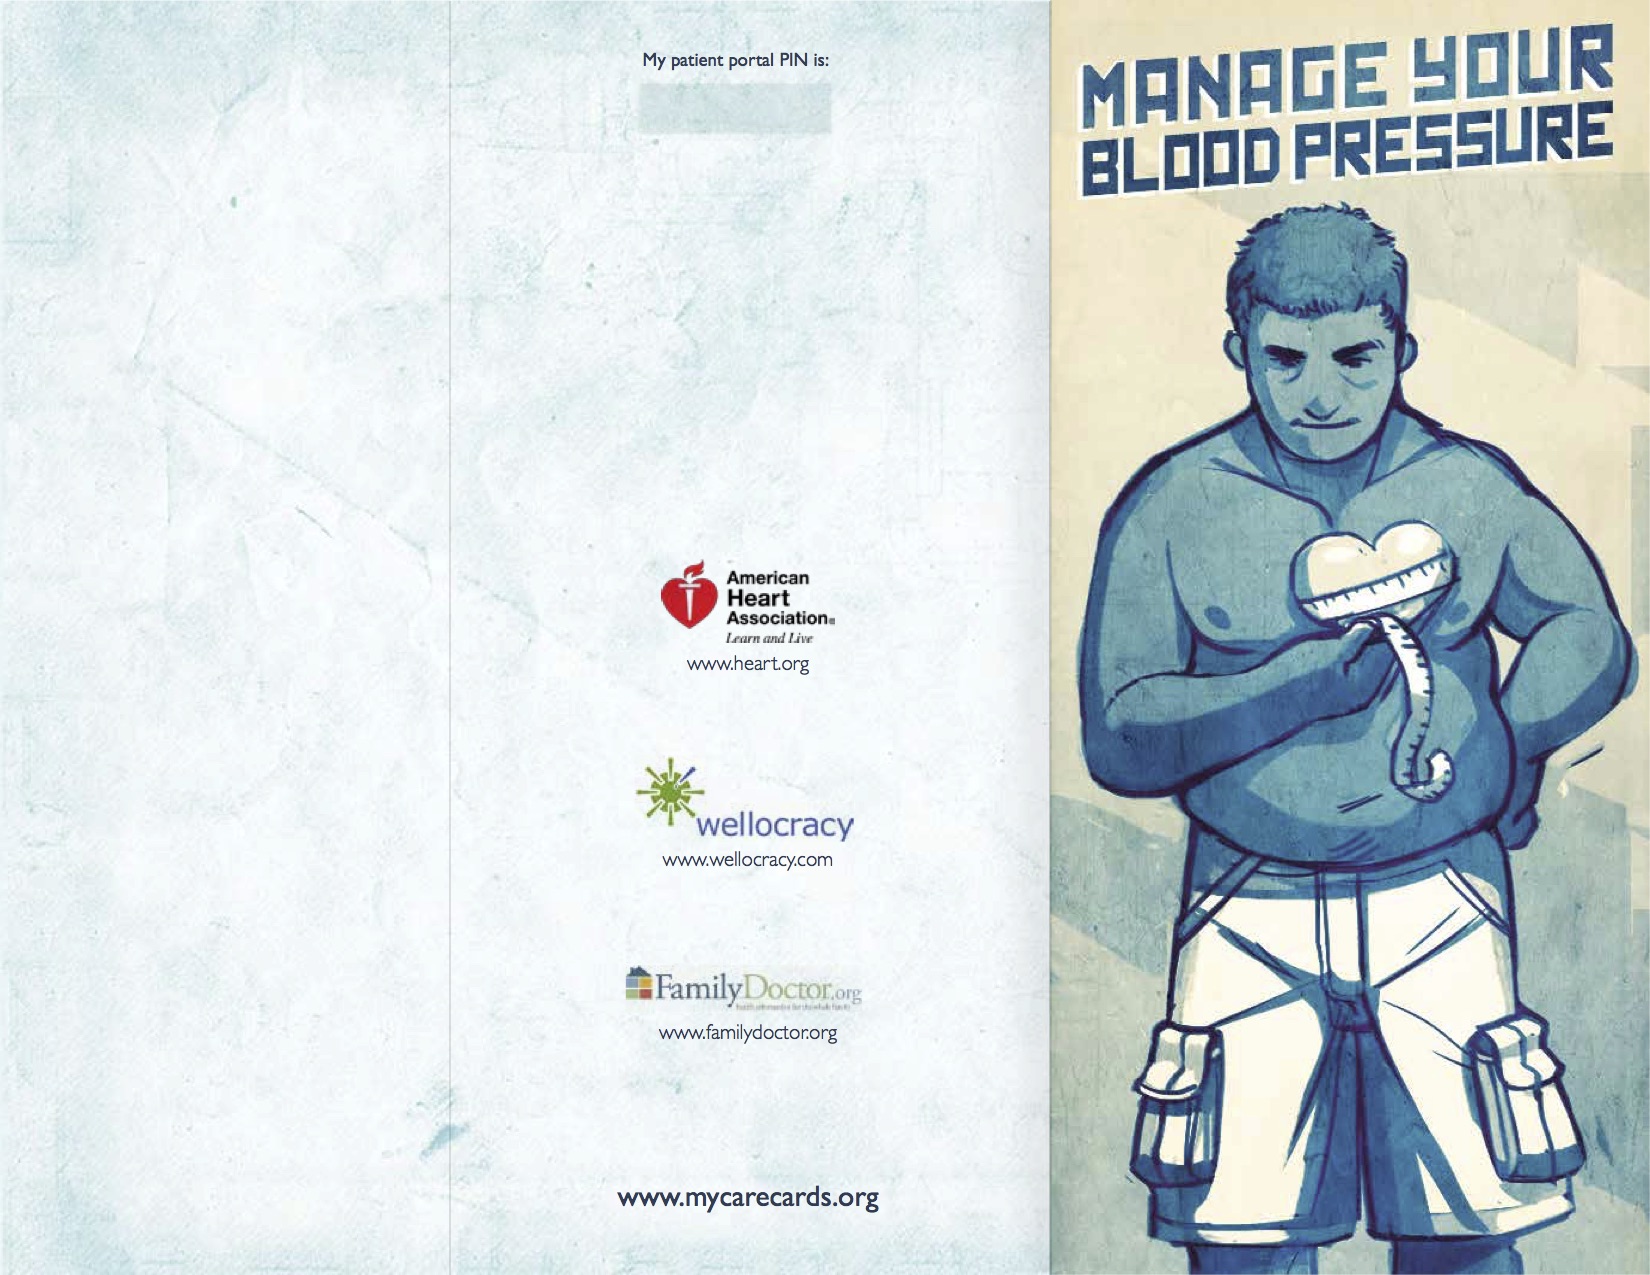 My patient portal PIN is:
American
Heart
Association®
Learn and Live
www.heart.org
wellocracy
www.wellocracy.com
FamilyDoctor.org
www.familydoctor.org
www.mycarecards.org
MANAGE YOUR
BLOOD PRESSURE